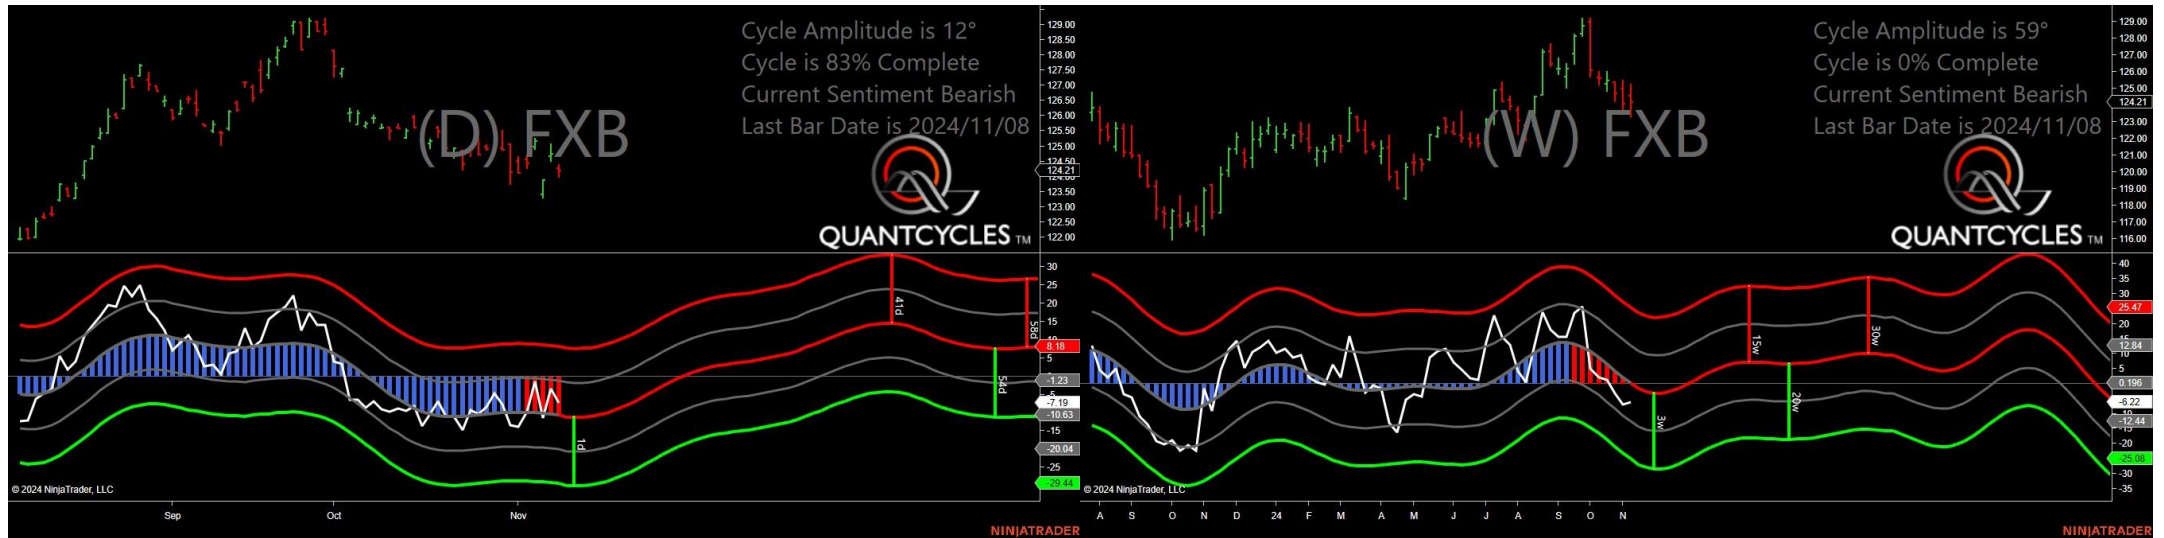 Cycle Amplitude is 12°
Cycle is 83% Complete
Current Sentiment Bearish
Last Bar Date is 2024/11/08
(D) FXB
QUANTCYCLES TM
129.00
128.50
128.00
127.50
127.00
126.50
126.00
125.50
125.00
124.50
124.21
123.50
123.00
122.50
122.00
30
25
20
15
8.18
5
-1.23
-5
-7.19
-10.63
-15
-20.04
-25
-29.44
41d
58d
54d
1d
© 2024 NinjaTrader, LLC
Sep Oct Nov
NINJATRADER
Cycle Amplitude is 59°
Cycle is 0% Complete
Current Sentiment Bearish
Last Bar Date is 2024/11/08
(W) FXB
QUANTCYCLES TM
129.00
128.00
127.00
126.00
125.00
124.21
123.00
122.00
121.00
120.00
119.00
118.00
117.00
116.00
40
35
30
25.47
20
12.84
10
5
0.196
-6.22
-12.44
-20
-25.08
-30
-35
15w
30w
20w
3w
© 2024 NinjaTrader, LLC
A S O N D 24 F M A M J J A S O N
NINJATRADER